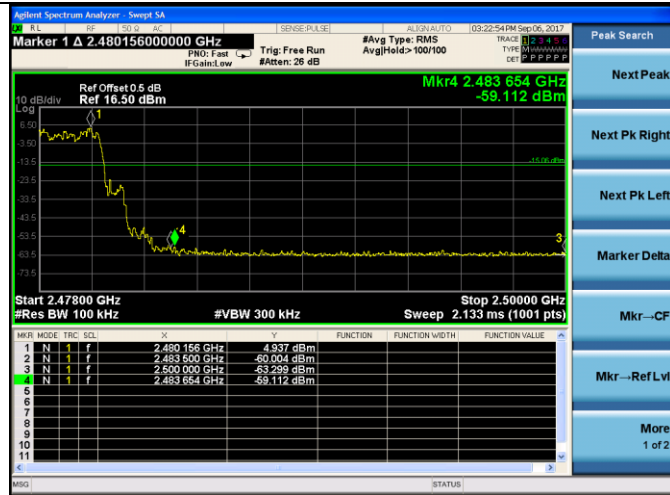 Agilent Spectrum Analyzer - Swept SA
RL RF 50 Ω AC SENSE:PULSE ALIGNAUTO 03:22:54 PM Sep 06, 2017
Marker 1 Δ 2.480156000000 GHz
PNO: Fast
IFGain:Low
Trig: Free Run
#Atten: 26 dB
#Avg Type: RMS
Avg|Hold:>100/100
TRACE 1 2 3 4 5 6
TYPE
DET P P P P P P
Peak Search
Next Peak
Next Pk Right
Next Pk Left
Marker Delta
Mkr→CF
Mkr→RefLvl
More
1 of 2
Mkr4 2.483 654 GHz
-59.112 dBm
Ref Offset 0.5 dB
10 dB/div Ref 16.50 dBm
Log
6.50
-3.50
-13.5
-23.5
-33.5
-43.5
-53.5
-63.5
-73.5
1
4
3
-15.06 dBm
Start 2.47800 GHz Stop 2.50000 GHz
#Res BW 100 kHz #VBW 300 kHz Sweep 2.133 ms (1001 pts)
MKR MODE TRC SCL X Y FUNCTION FUNCTION WIDTH FUNCTION VALUE
1 N 1 f 2.480 156 GHz 4.937 dBm
2 N 1 f 2.483 500 GHz -60.004 dBm
3 N 1 f 2.500 000 GHz -63.299 dBm
4 N 1 f 2.483 654 GHz -59.112 dBm
5
6
7
8
9
10
11
MSG STATUS